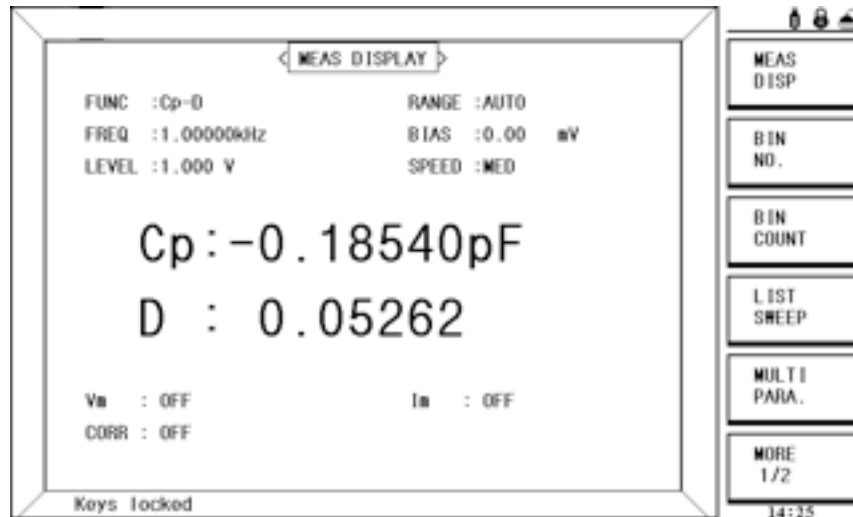 MEAS DISPLAY
FUNC :Cp-D RANGE :AUTO
FREQ :1.00000kHz BIAS :0.00 mV
LEVEL :1.000 V SPEED :MED
Cp:-0.18540pF
D : 0.05262
Vm : OFF Im : OFF
CORR : OFF
Keys locked
MEAS
DISP
BIN
NO.
BIN
COUNT
LIST
SWEEP
MULTI
PARA.
MORE
1/2
14:25